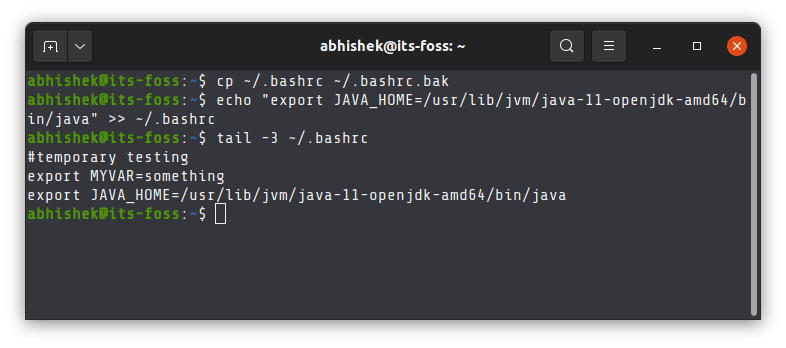 abhishek@its-foss: ~
abhishek@its-foss:~$ cp ~/.bashrc ~/.bashrc.bak
abhishek@its-foss:~$ echo "export JAVA_HOME=/usr/lib/jvm/java-11-openjdk-amd64/b
in/java" >> ~/.bashrc
abhishek@its-foss:~$ tail -3 ~/.bashrc
#temporary testing
export MYVAR=something
export JAVA_HOME=/usr/lib/jvm/java-11-openjdk-amd64/bin/java
abhishek@its-foss:~$